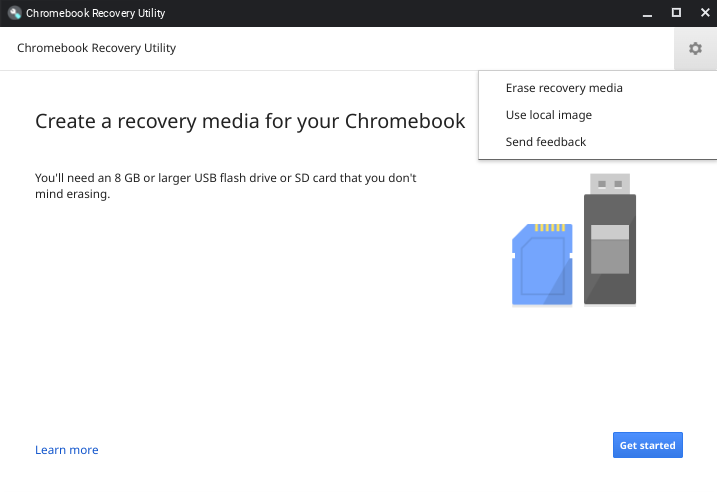 Chromebook Recovery Utility
Chromebook Recovery Utility
Erase recovery media
Use local image
Send feedback
Create a recovery media for your Chromebook
You'll need an 8 GB or larger USB flash drive or SD card that you don't
mind erasing.
Learn more
Get started